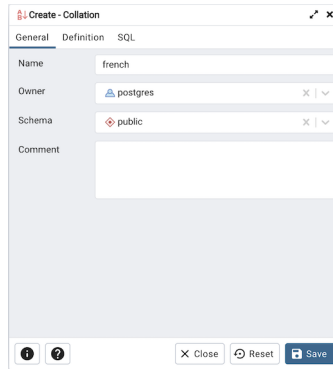 Create - Collation
General Definition SQL
Name french
Owner postgres
Schema public
Comment
Close Reset Save